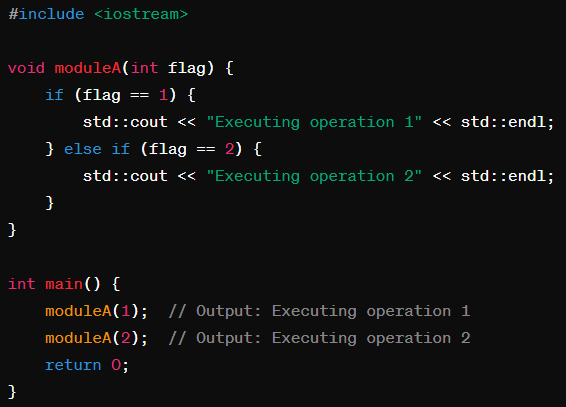 #include <iostream>

void moduleA(int flag) {
    if (flag == 1) {
        std::cout << "Executing operation 1" << std::endl;
    } else if (flag == 2) {
        std::cout << "Executing operation 2" << std::endl;
    }
}

int main() {
    moduleA(1);  // Output: Executing operation 1
    moduleA(2);  // Output: Executing operation 2
    return 0;
}